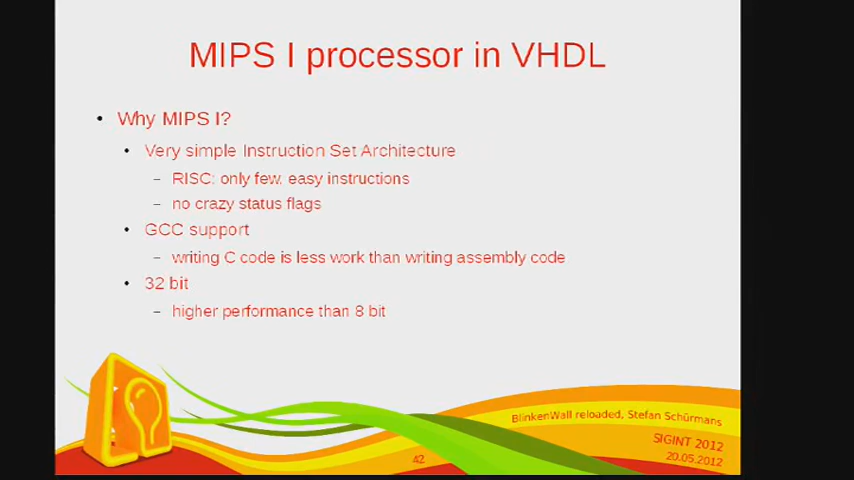 MIPS I processor in VHDL
• Why MIPS I?
• Very simple Instruction Set Architecture
– RISC: only few, easy instructions
– no crazy status flags
• GCC support
– writing C code is less work than writing assembly code
• 32 bit
– higher performance than 8 bit
BlinkenWall reloaded, Stefan Schürmans
SIGINT 2012
42
20.05.2012